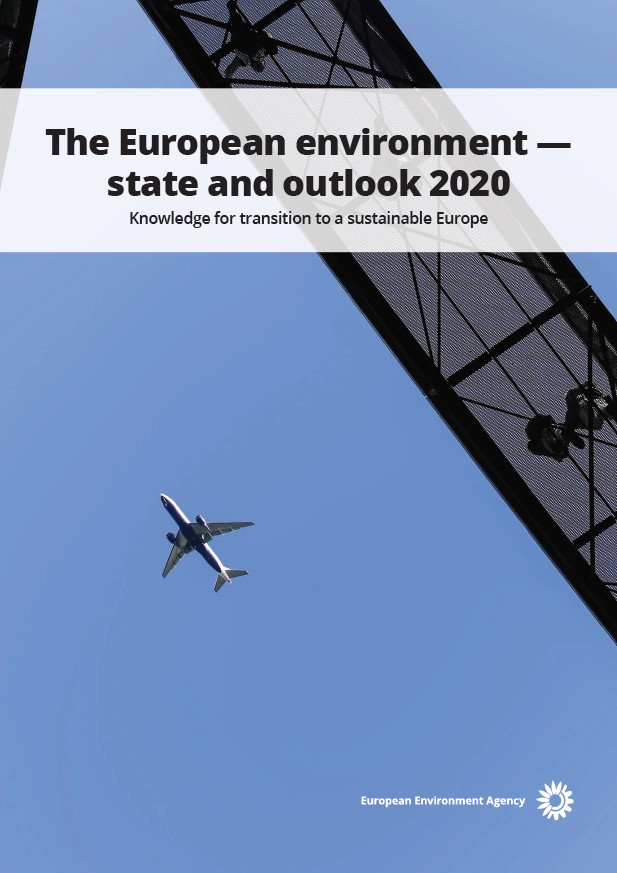 The European environment —
state and outlook 2020
Knowledge for transition to a sustainable Europe
European Environment Agency